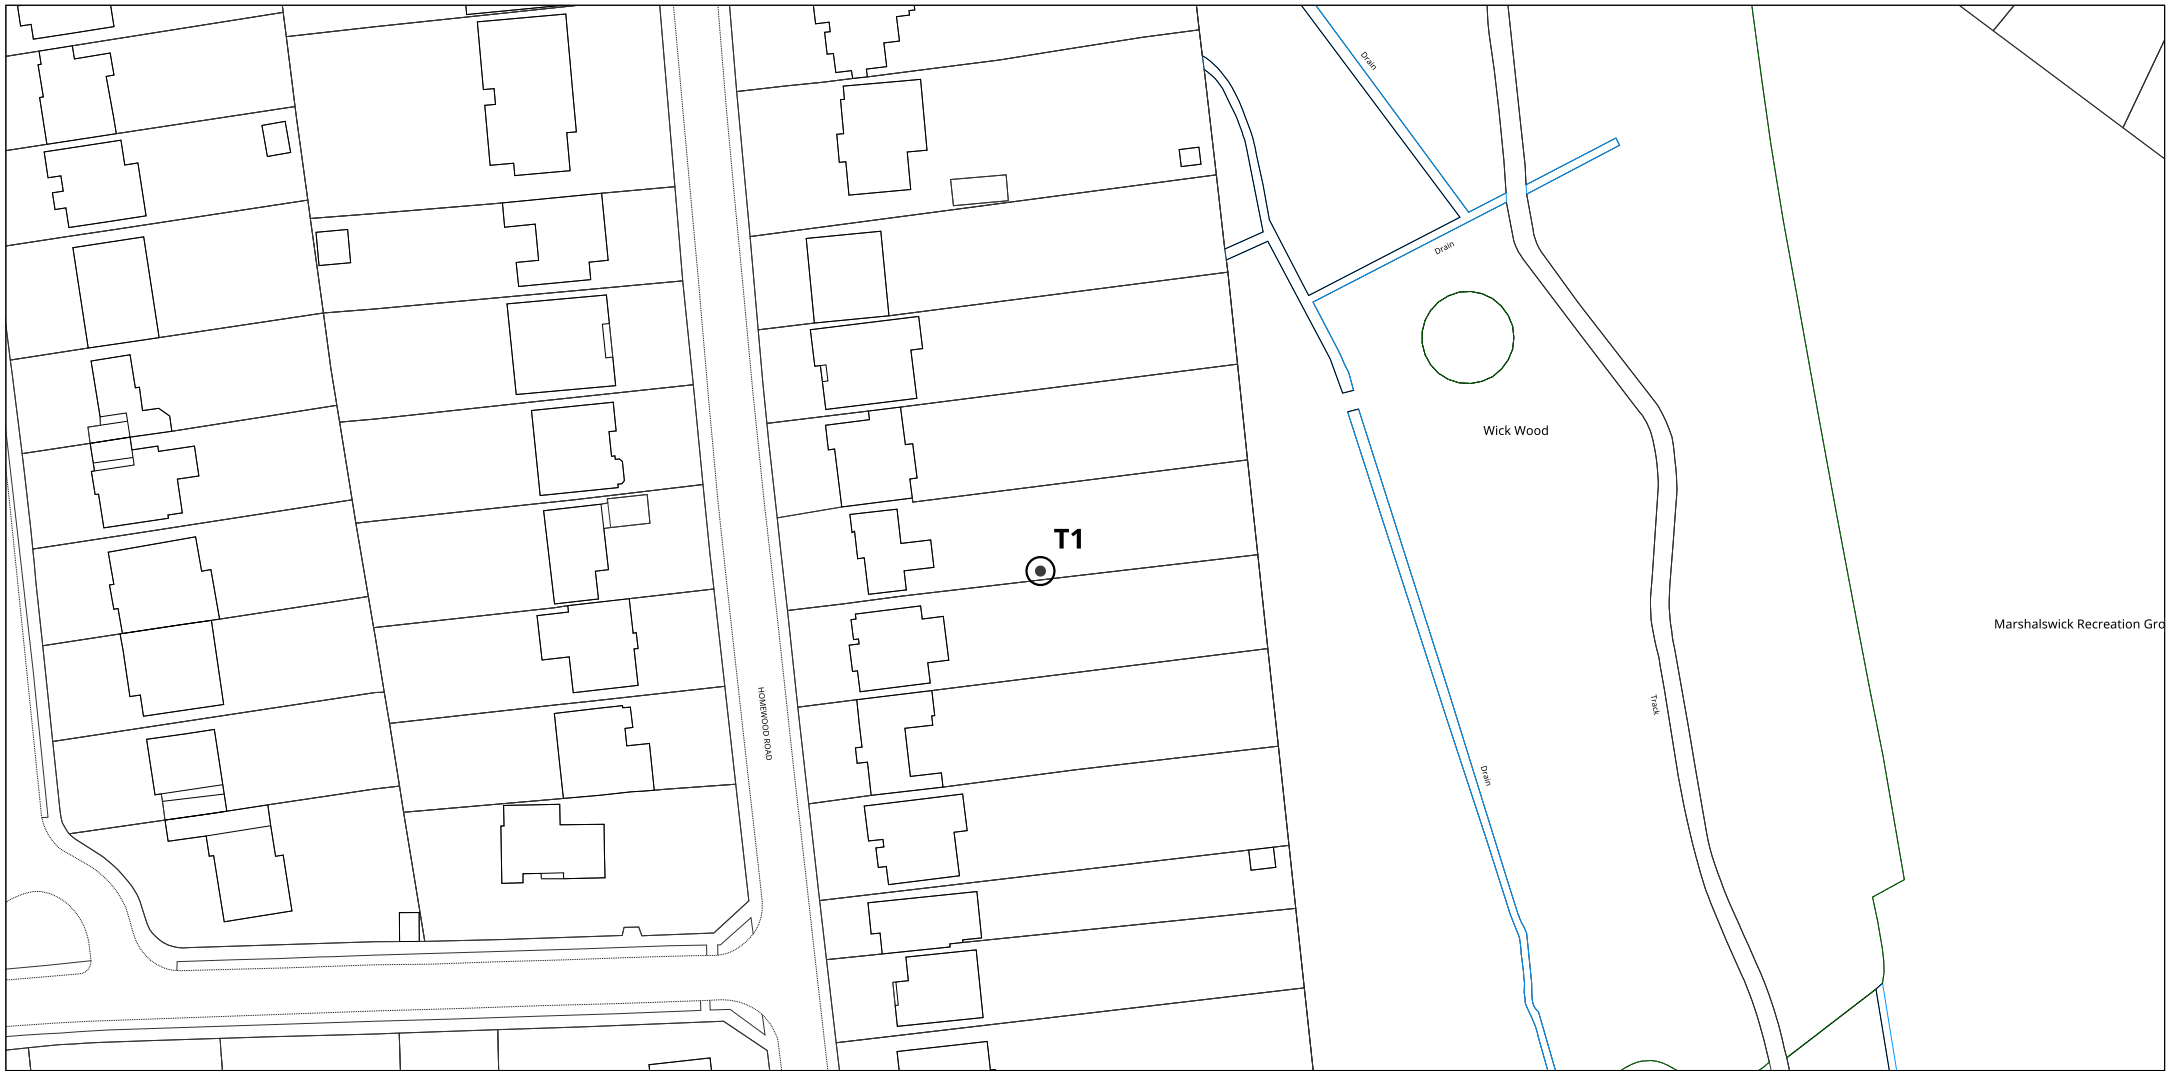 Drain
Drain
Wick Wood
T1
Marshalswick Recreation Gro
HOMEWOOD ROAD
Track
Drain